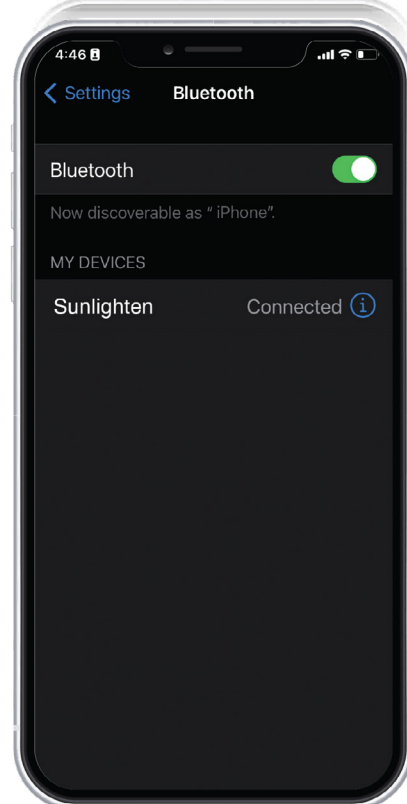 4:46
Settings
Bluetooth
Bluetooth
Now discoverable as “ iPhone”.
MY DEVICES
Sunlighten
Connected